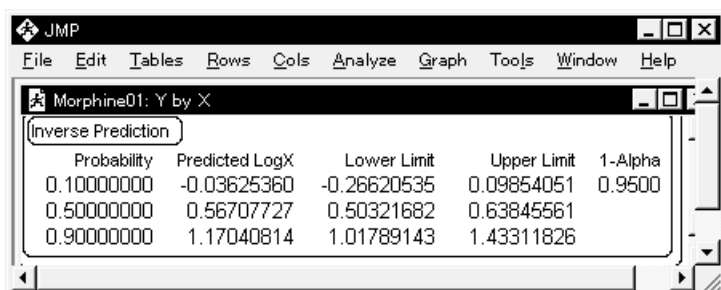 JMP
File Edit Tables Rows Cols Analyze Graph Tools Window Help
Morphine01: Y by X
Inverse Prediction
Probability Predicted LogX Lower Limit Upper Limit 1-Alpha
0.10000000 -0.03625360 -0.26620535 0.09854051 0.9500
0.50000000 0.56707727 0.50321682 0.63845561
0.90000000 1.17040814 1.01789143 1.43311826